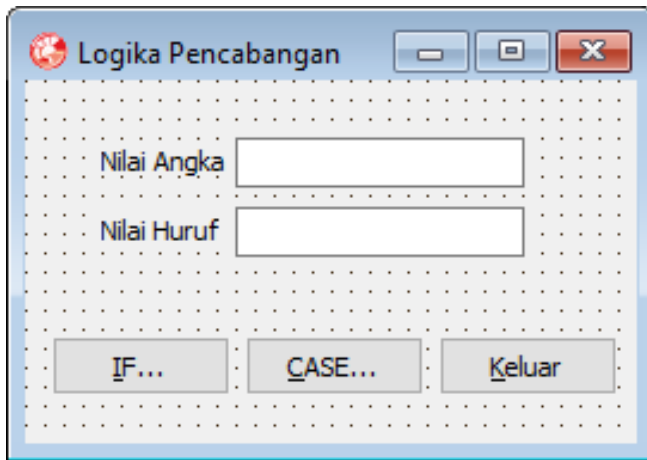 Logika Pencabangan
Nilai Angka
Nilai Huruf
IF... CASE... Keluar